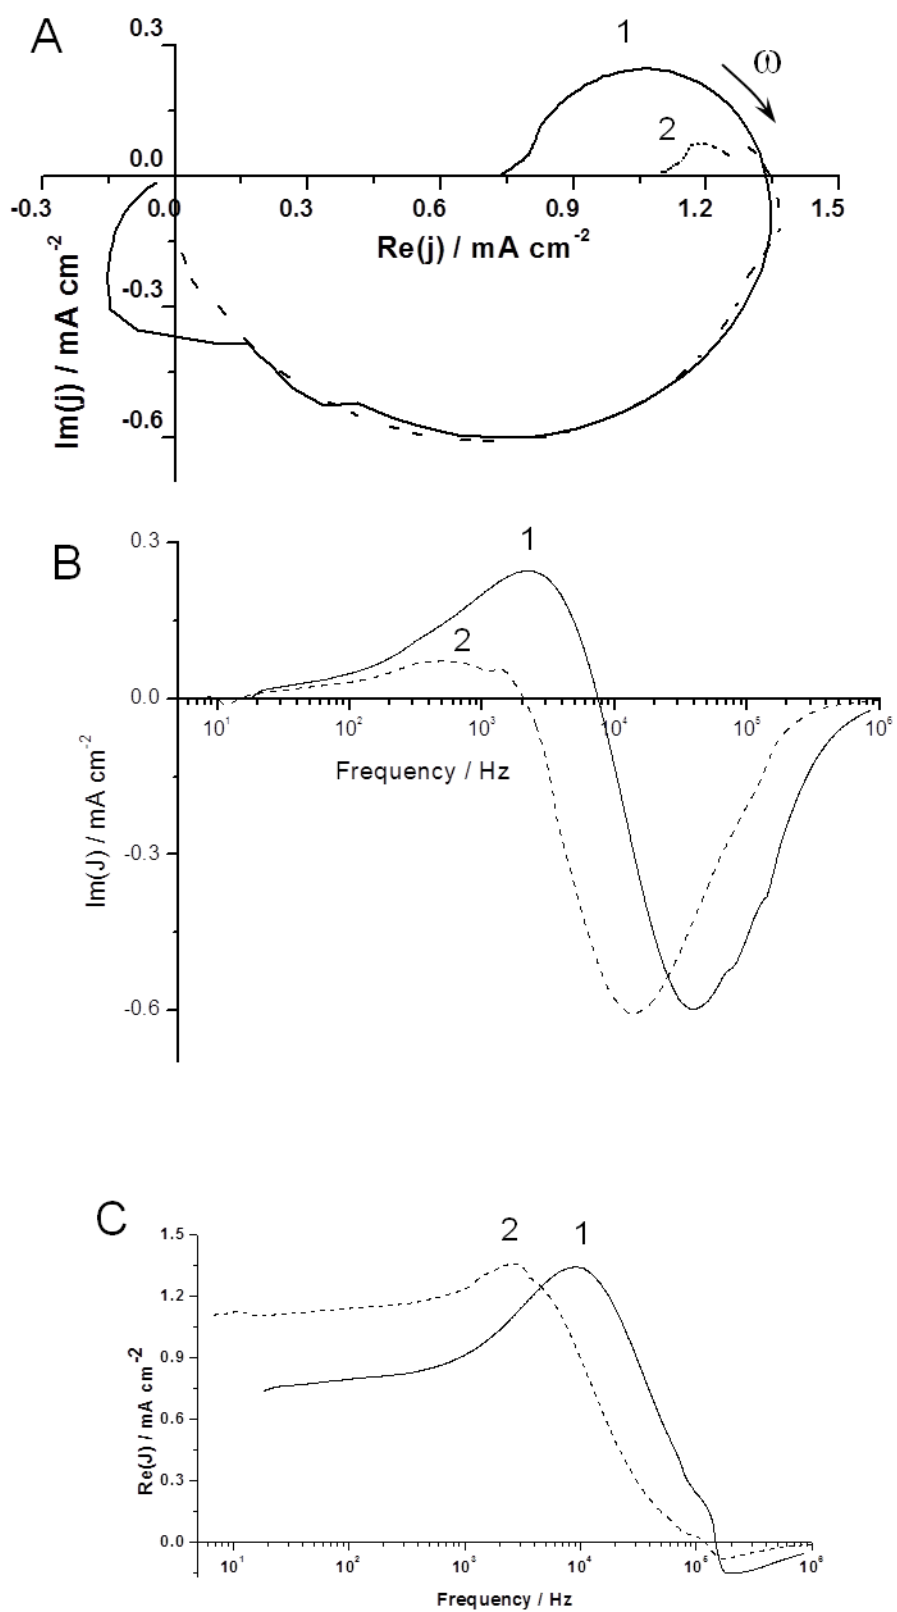 A
0.3
1
ω
2
0.0
-0.3 0.0 0.3 0.6 0.9 1.2 1.5
Re(j) / mA cm⁻²
Im(j) / mA cm⁻²
-0.3
-0.6
B
0.3
1
2
0.0
10¹ 10² 10³ 10⁴ 10⁵ 10⁶
Frequency / Hz
Im(J) / mA cm⁻²
-0.3
-0.6
C
1.5
2 1
1.2
0.9
Re(J) / mA cm⁻²
0.6
0.3
0.0
10¹ 10² 10³ 10⁴ 10⁵ 10⁶
Frequency / Hz